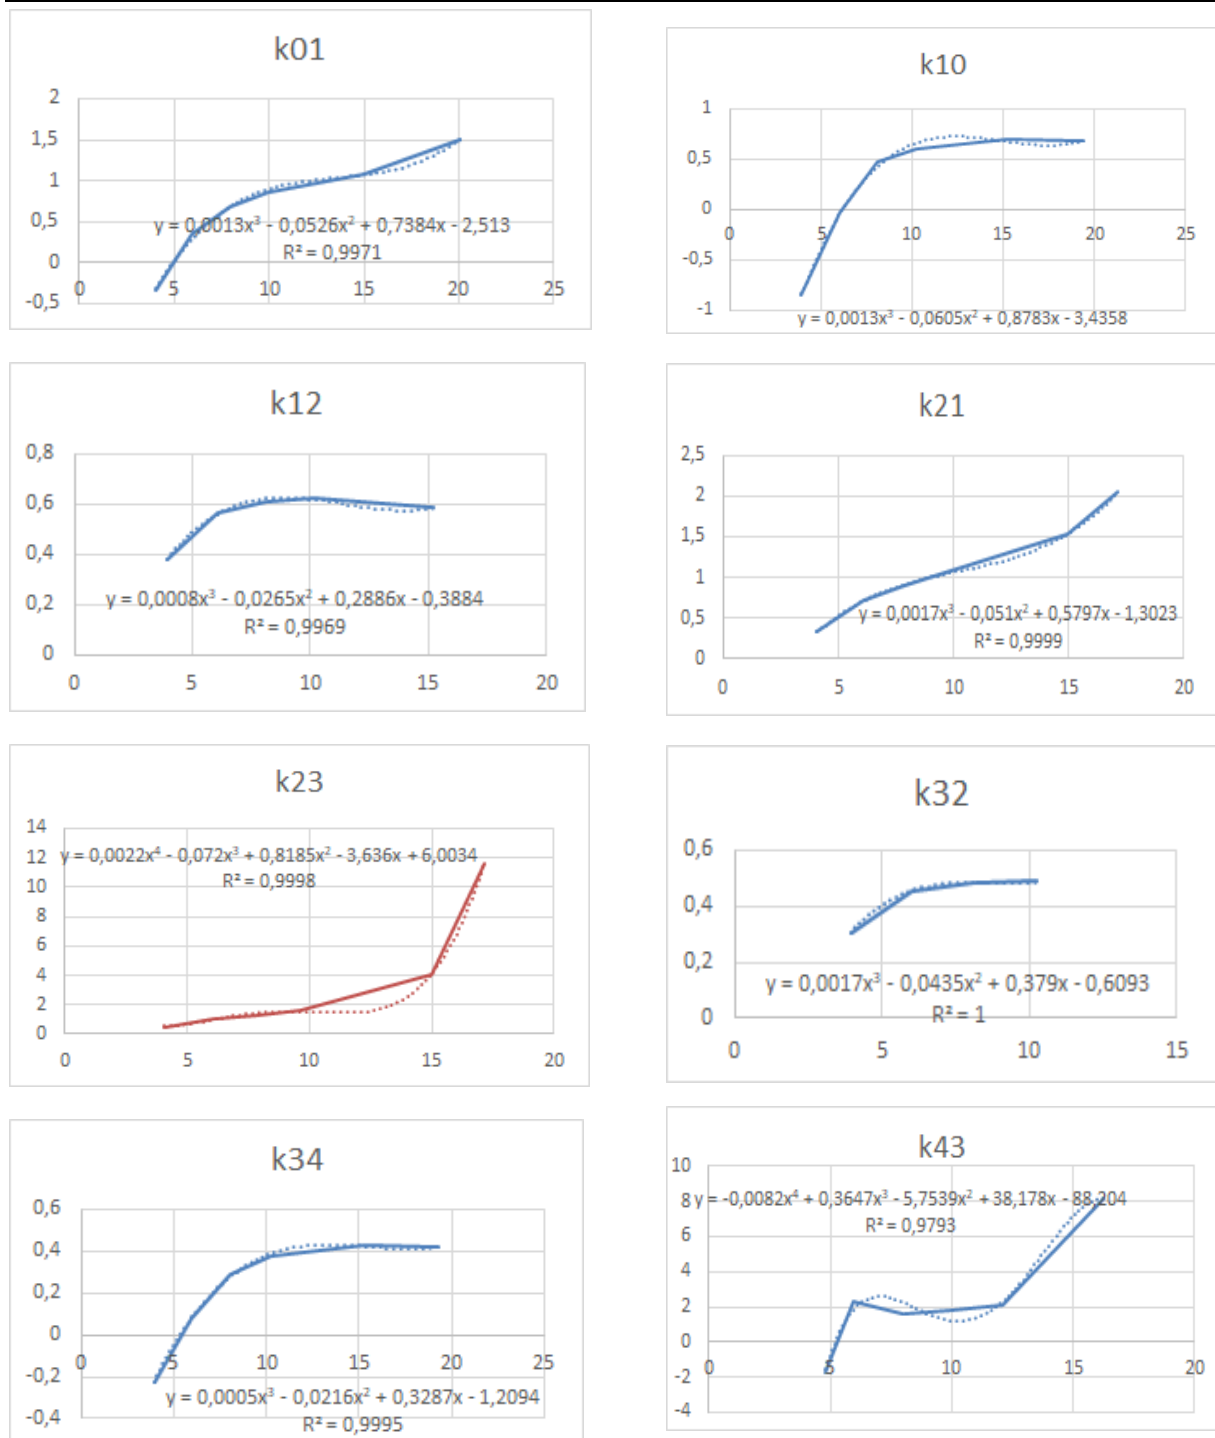 k01
2
1,5
1
0,5
0
-0,5
0 5 10 15 20 25
y = 0,0013x³ - 0,0526x² + 0,7384x - 2,513
R² = 0,9971
k10
1
0,5
0
-0,5
-1
0 5 10 15 20 25
y = 0,0013x³ - 0,0605x² + 0,8783x - 3,4358
k12
0,8
0,6
0,4
0,2
0
0 5 10 15 20
y = 0,0008x³ - 0,0265x² + 0,2886x - 0,3884
R² = 0,9969
k21
2,5
2
1,5
1
0,5
0
0 5 10 15 20
y = 0,0017x³ - 0,051x² + 0,5797x - 1,3023
R² = 0,9999
k23
14
12
10
8
6
4
2
0
0 5 10 15 20
y = 0,0022x⁴ - 0,072x³ + 0,8185x² - 3,636x + 6,0034
R² = 0,9998
k32
0,6
0,4
0,2
0
0 5 10 15
y = 0,0017x³ - 0,0435x² + 0,379x - 0,6093
R² = 1
k34
0,6
0,4
0,2
0
-0,2
-0,4
0 5 10 15 20 25
y = 0,0005x³ - 0,0216x² + 0,3287x - 1,2094
R² = 0,9995
k43
10
8
6
4
2
0
-2
-4
0 5 10 15 20
y = -0,0082x⁴ + 0,3647x³ - 5,7539x² + 38,178x - 88,204
R² = 0,9793